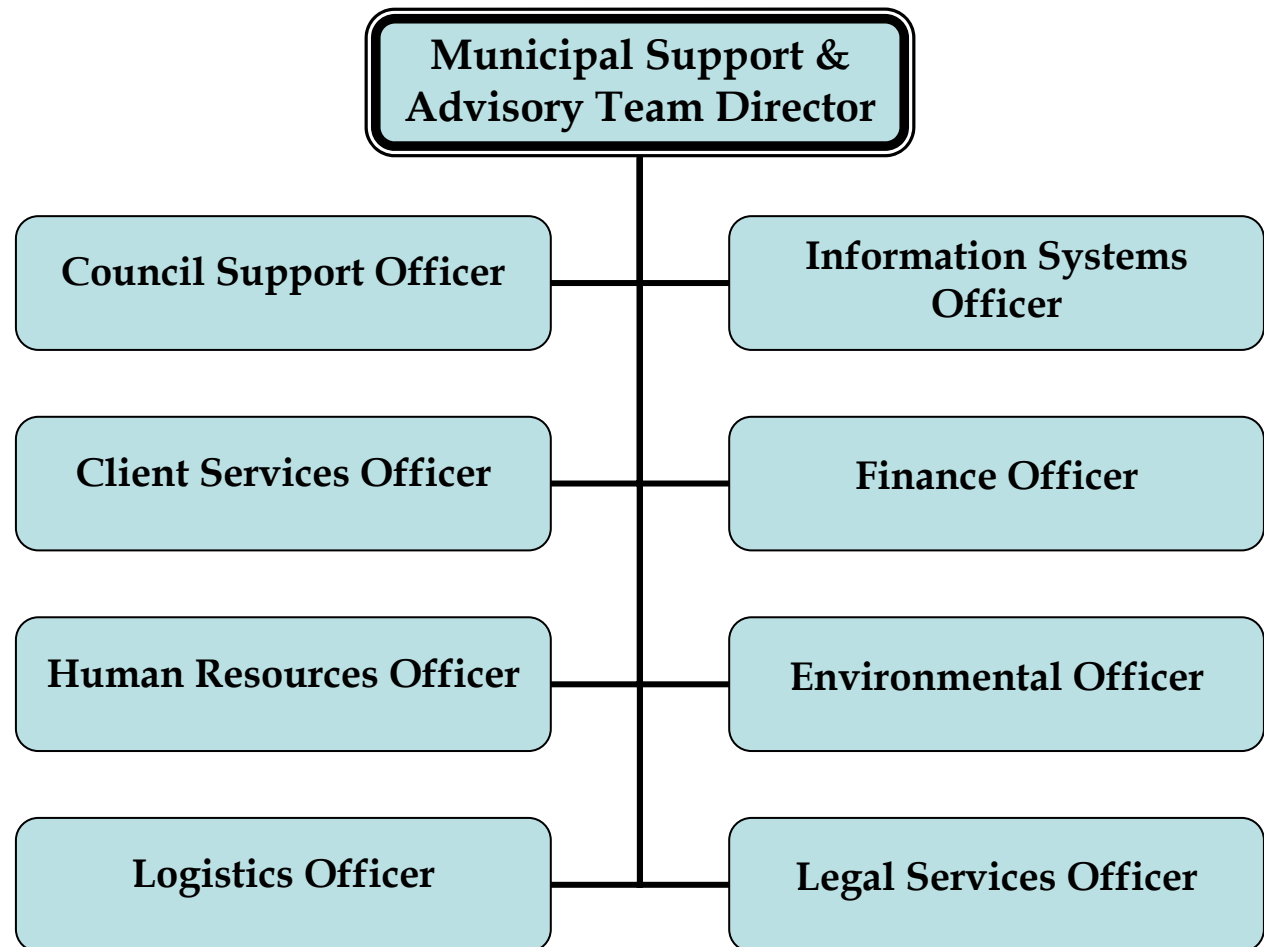 Municipal Support &
Advisory Team Director
Council Support Officer
Information Systems
Officer
Client Services Officer
Finance Officer
Human Resources Officer
Environmental Officer
Logistics Officer
Legal Services Officer